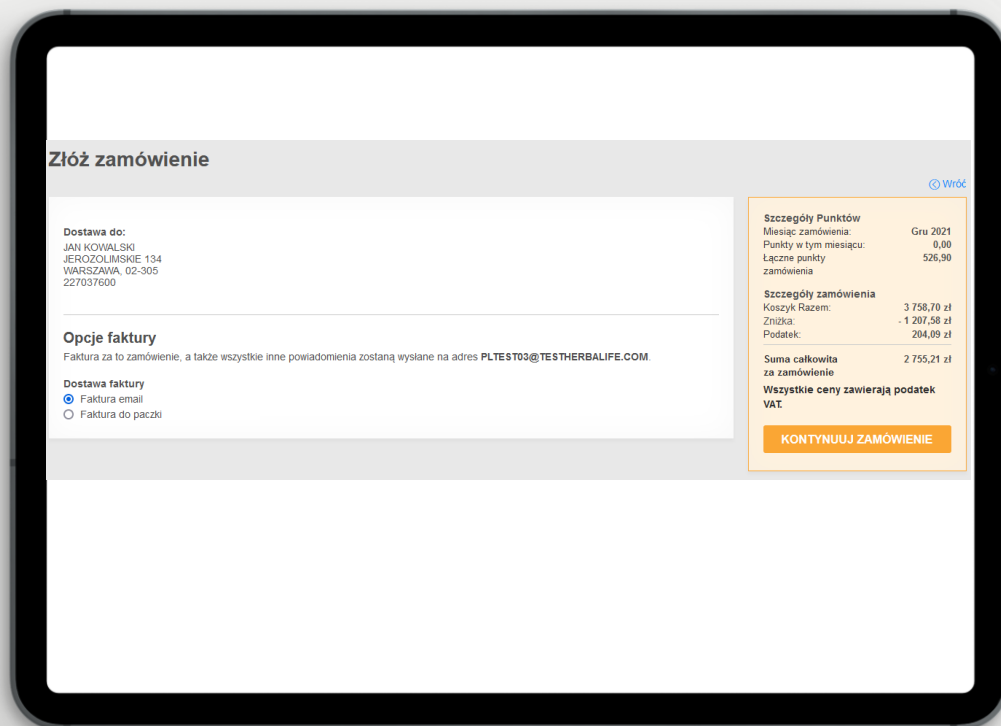 Złóż zamówienie
Wróć
Dostawa do:
JAN KOWALSKI
JEROZOLIMSKIE 134
WARSZAWA, 02-305
227037600
Opcje faktury
Faktura za to zamówienie, a także wszystkie inne powiadomienia zostaną wysłane na adres PLTEST03@TESTHERBALIFE.COM.
Dostawa faktury
Faktura email
Faktura do paczki
Szczegóły Punktów
Miesiąc zamówienia: Gru 2021
Punkty w tym miesiącu: 0,00
Łączne punkty 526,90
zamówienia
Szczegóły zamówienia
Koszyk Razem: 3 758,70 zł
Zniżka: - 1 207,58 zł
Podatek: 204,09 zł
Suma całkowita 2 755,21 zł
za zamówienie
Wszystkie ceny zawierają podatek
VAT.
KONTYNUUJ ZAMÓWIENIE